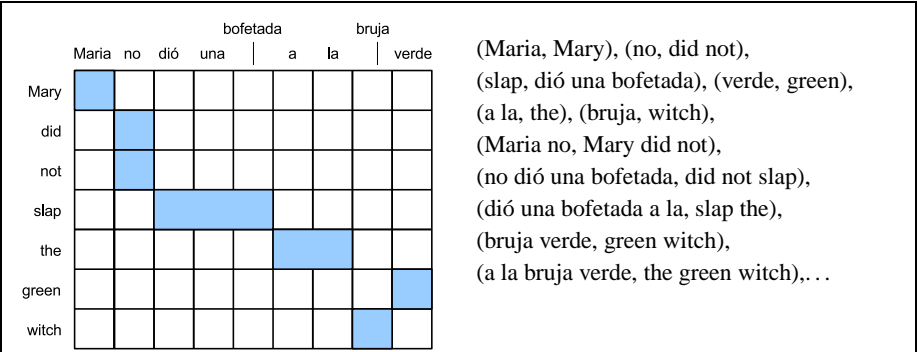 bofetada bruja
Maria no dió una a la verde
Mary
did
not
slap
the
green
witch
(Maria, Mary), (no, did not),
(slap, dió una bofetada), (verde, green),
(a la, the), (bruja, witch),
(Maria no, Mary did not),
(no dió una bofetada, did not slap),
(dió una bofetada a la, slap the),
(bruja verde, green witch),
(a la bruja verde, the green witch),...